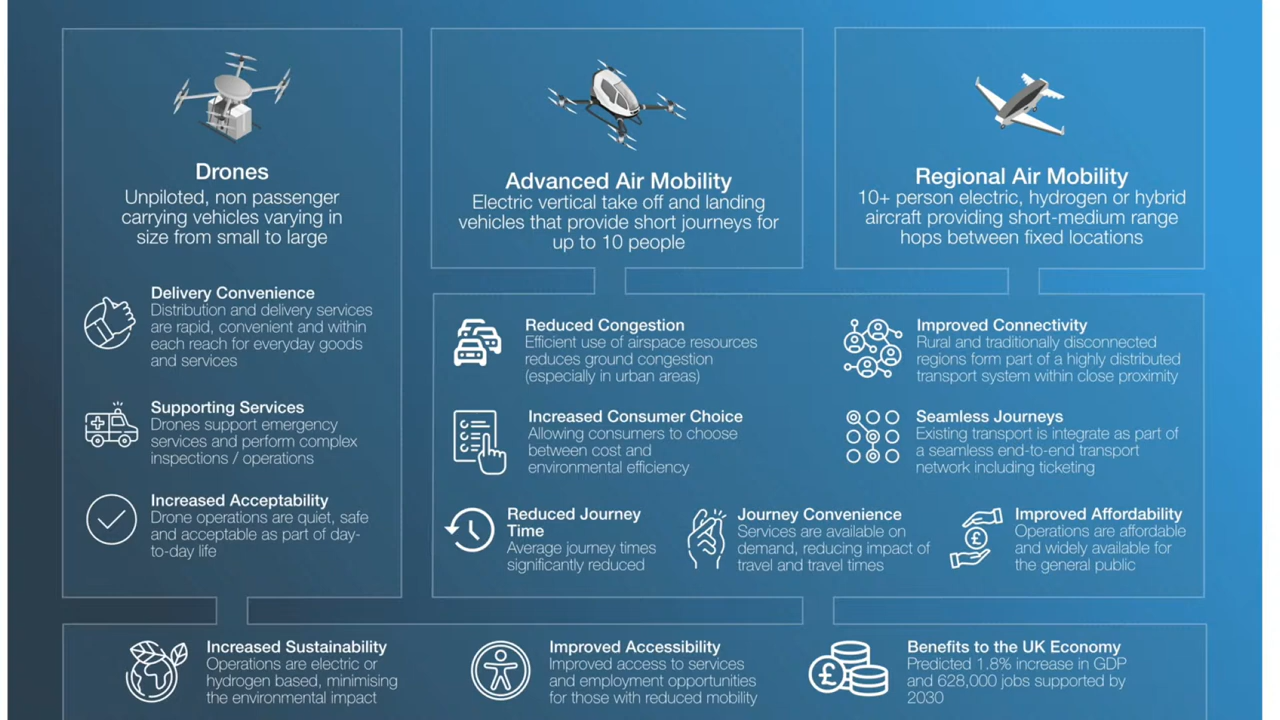 Drones
Unpiloted, non passenger
carrying vehicles varying in
size from small to large
Delivery Convenience
Distribution and delivery services
are rapid, convenient and within
each reach for everyday goods
and services
Supporting Services
Drones support emergency
services and perform complex
inspections / operations
Increased Acceptability
Drone operations are quiet, safe
and acceptable as part of day-
to-day life
Advanced Air Mobility
Electric vertical take off and landing
vehicles that provide short journeys for
up to 10 people
Regional Air Mobility
10+ person electric, hydrogen or hybrid
aircraft providing short-medium range
hops between fixed locations
Reduced Congestion
Efficient use of airspace resources
reduces ground congestion
(especially in urban areas)
Improved Connectivity
Rural and traditionally disconnected
regions form part of a highly distributed
transport system within close proximity
Increased Consumer Choice
Allowing consumers to choose
between cost and
environmental efficiency
Seamless Journeys
Existing transport is integrate as part of
a seamless end-to-end transport
network including ticketing
Reduced Journey
Time
Average journey times
significantly reduced
Journey Convenience
Services are available on
demand, reducing impact of
travel and travel times
£
Improved Affordability
Operations are affordable
and widely available for
the general public
Increased Sustainability
Operations are electric or
hydrogen based, minimising
the environmental impact
Improved Accessibility
Improved access to services
and employment opportunities
for those with reduced mobility
£
Benefits to the UK Economy
Predicted 1.8% increase in GDP
and 628,000 jobs supported by
2030